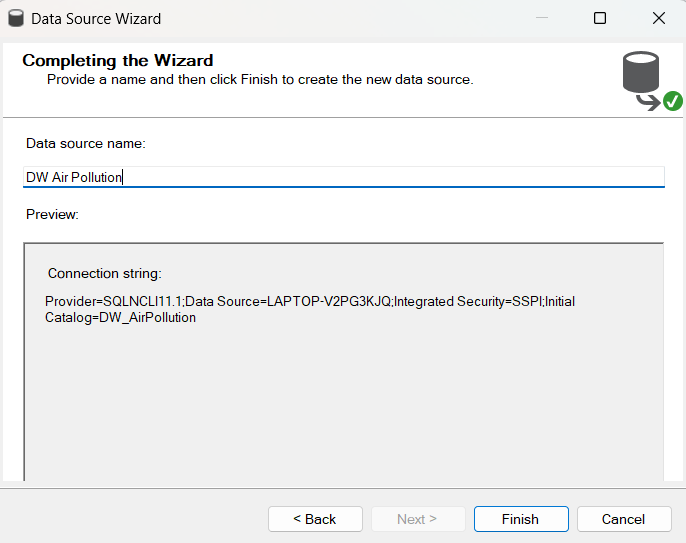 Data Source Wizard
Completing the Wizard
Provide a name and then click Finish to create the new data source.
Data source name:
DW Air Pollution
Preview:
Connection string:
Provider=SQLNCLI11.1;Data Source=LAPTOP-V2PG3KJQ;Integrated Security=SSPI;Initial
Catalog=DW_AirPollution
< Back
Next >
Finish
Cancel